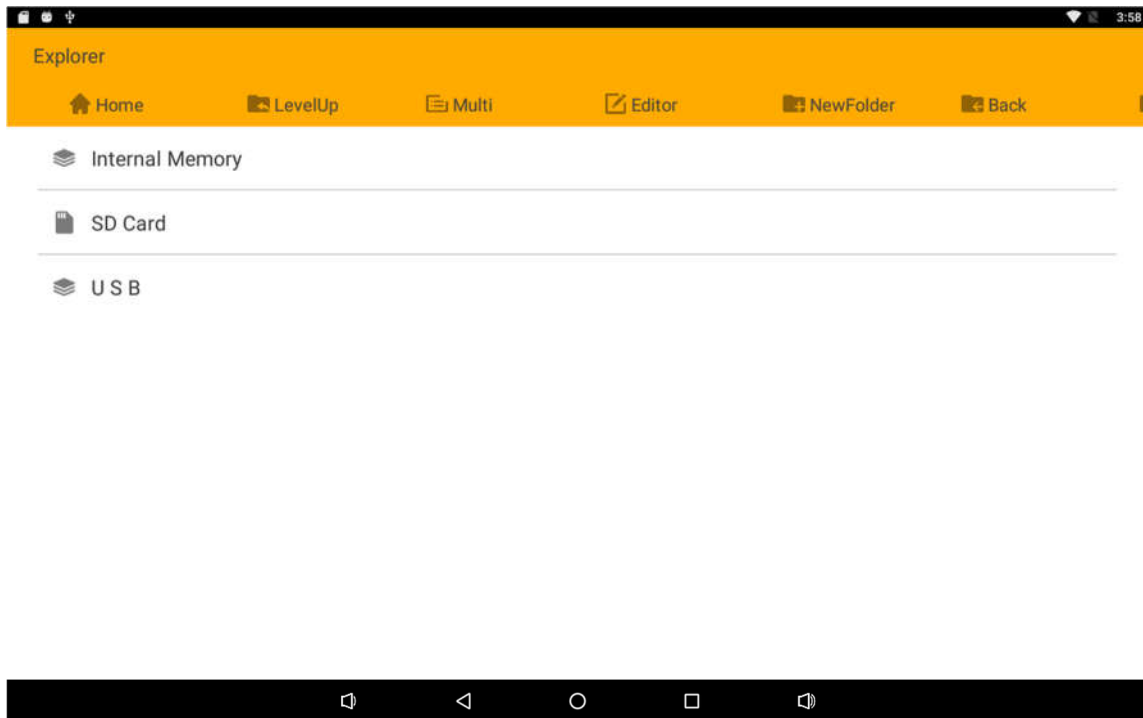 3:58
Explorer
Home LevelUp Multi Editor NewFolder Back
Internal Memory
SD Card
U S B